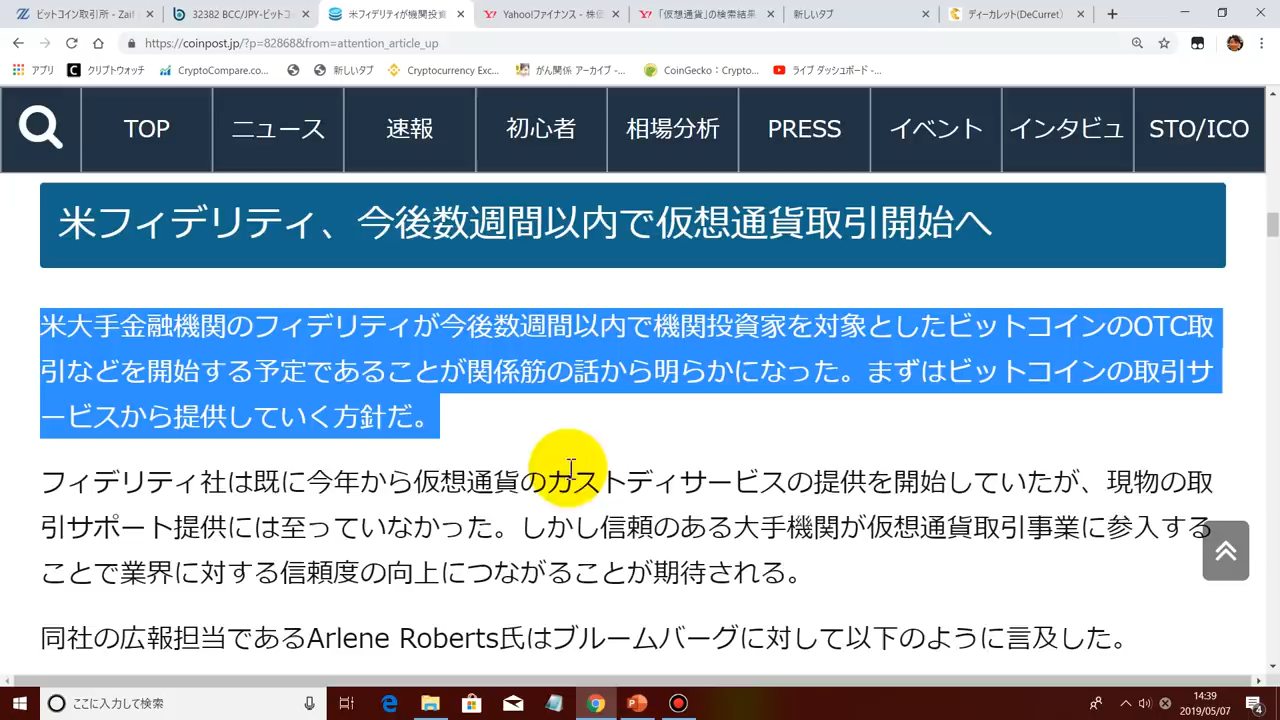 ビットコイン取引所 - Zaif
32382 BCC/JPY-ビットコ
米フィデリティが機関投資
Yahoo!ファイナンス - 株価
「仮想通貨」の検索結果
新しいタブ
ディーカレット(DeCurret)
https://coinpost.jp/?p=82868&from=attention_article_up
アプリ
クリプトウォッチ
CryptoCompare.co...
新しいタブ
Cryptocurrency Exc...
がん関係 アーカイブ -...
CoinGecko：Crypto...
ライブ ダッシュボード -...
TOP
ニュース
速報
初心者
相場分析
PRESS
イベント
インタビュ
STO/ICO
米フィデリティ、今後数週間以内で仮想通貨取引開始へ
米大手金融機関のフィデリティが今後数週間以内で機関投資家を対象としたビットコインのOTC取
引などを開始する予定であることが関係筋の話から明らかになった。まずはビットコインの取引サ
ービスから提供していく方針だ。
フィデリティ社は既に今年から仮想通貨のカストディサービスの提供を開始していたが、現物の取
引サポート提供には至っていなかった。しかし信頼のある大手機関が仮想通貨取引事業に参入する
ことで業界に対する信頼度の向上につながることが期待される。
同社の広報担当であるArlene Roberts氏はブルームバーグに対して以下のように言及した。
ここに入力して検索
14:39
2019/05/07
4